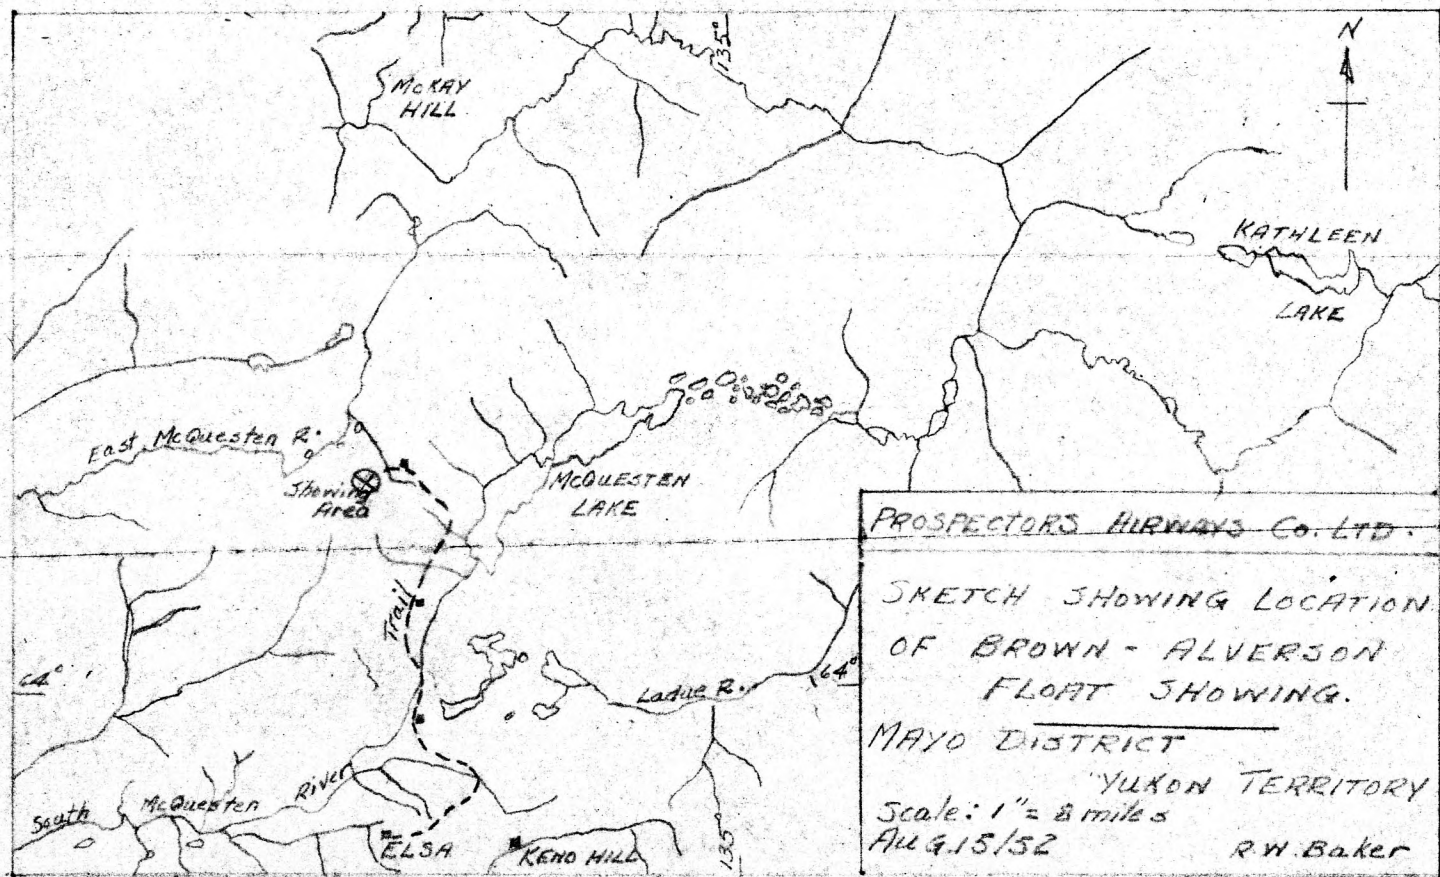 135°
N
McKAY
HILL
KATHLEEN
LAKE
East McQuesten R.
Showing
Area
McQUESTEN
LAKE
Trail
64°
Ladue R.
64°
South McQuesten River
ELSA
KENO HILL
135°
PROSPECTORS AIRWAYS Co. LTD.
SKETCH SHOWING LOCATION
OF BROWN - ALVERSON
FLOAT SHOWING.
MAYO DISTRICT
YUKON TERRITORY
Scale: 1" = 8 miles
AUG.15/52
R.W. Baker